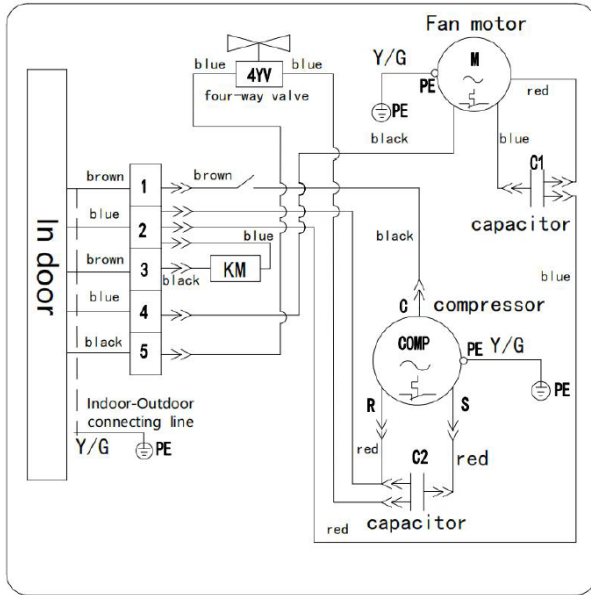 Fan motor
Y/G
M
PE
red
PE
blue
4YV
blue
four-way valve
black
blue
C1
capacitor
In door
brown
1
brown
blue
2
blue
brown
3
black
KM
blue
4
black
5
black
C
compressor
blue
COMP
PE Y/G
PE
R
S
Indoor-Outdoor
connecting line
Y/G
PE
red
C2
red
capacitor
red